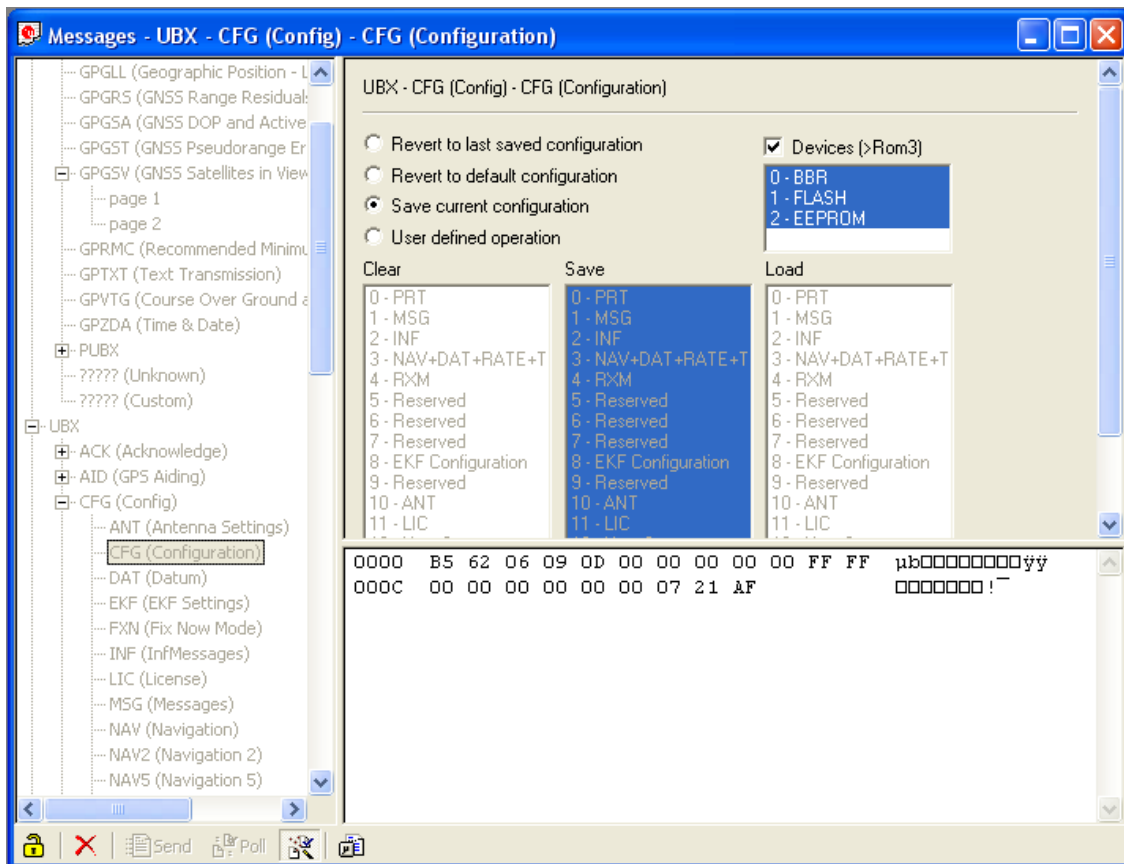 Messages - UBX - CFG (Config) - CFG (Configuration)
GPGLL (Geographic Position - L
GPGRS (GNSS Range Residual
GPGSA (GNSS DOP and Active
GPGST (GNSS Pseudorange Er
GPGSV (GNSS Satellites in View
page 1
page 2
GPRMC (Recommended Minimu
GPTXT (Text Transmission)
GPVTG (Course Over Ground a
GPZDA (Time & Date)
PUBX
????? (Unknown)
????? (Custom)
UBX
ACK (Acknowledge)
AID (GPS Aiding)
CFG (Config)
ANT (Antenna Settings)
CFG (Configuration)
DAT (Datum)
EKF (EKF Settings)
FXN (Fix Now Mode)
INF (InfMessages)
LIC (License)
MSG (Messages)
NAV (Navigation)
NAV2 (Navigation 2)
NAV5 (Navigation 5)
UBX - CFG (Config) - CFG (Configuration)
Revert to last saved configuration
Revert to default configuration
Save current configuration
User defined operation
Devices (>Rom3)
0 - BBR
1 - FLASH
2 - EEPROM
Clear
0 - PRT
1 - MSG
2 - INF
3 - NAV+DAT+RATE+T
4 - RXM
5 - Reserved
6 - Reserved
7 - Reserved
8 - EKF Configuration
9 - Reserved
10 - ANT
11 - LIC
Save
0 - PRT
1 - MSG
2 - INF
3 - NAV+DAT+RATE+T
4 - RXM
5 - Reserved
6 - Reserved
7 - Reserved
8 - EKF Configuration
9 - Reserved
10 - ANT
11 - LIC
Load
0 - PRT
1 - MSG
2 - INF
3 - NAV+DAT+RATE+T
4 - RXM
5 - Reserved
6 - Reserved
7 - Reserved
8 - EKF Configuration
9 - Reserved
10 - ANT
11 - LIC
0000 B5 62 06 09 0D 00 00 00 00 00 FF FF µb□□□□□□□□ÿÿ
000C 00 00 00 00 00 00 07 21 AF □□□□□□□!¯
Send Poll